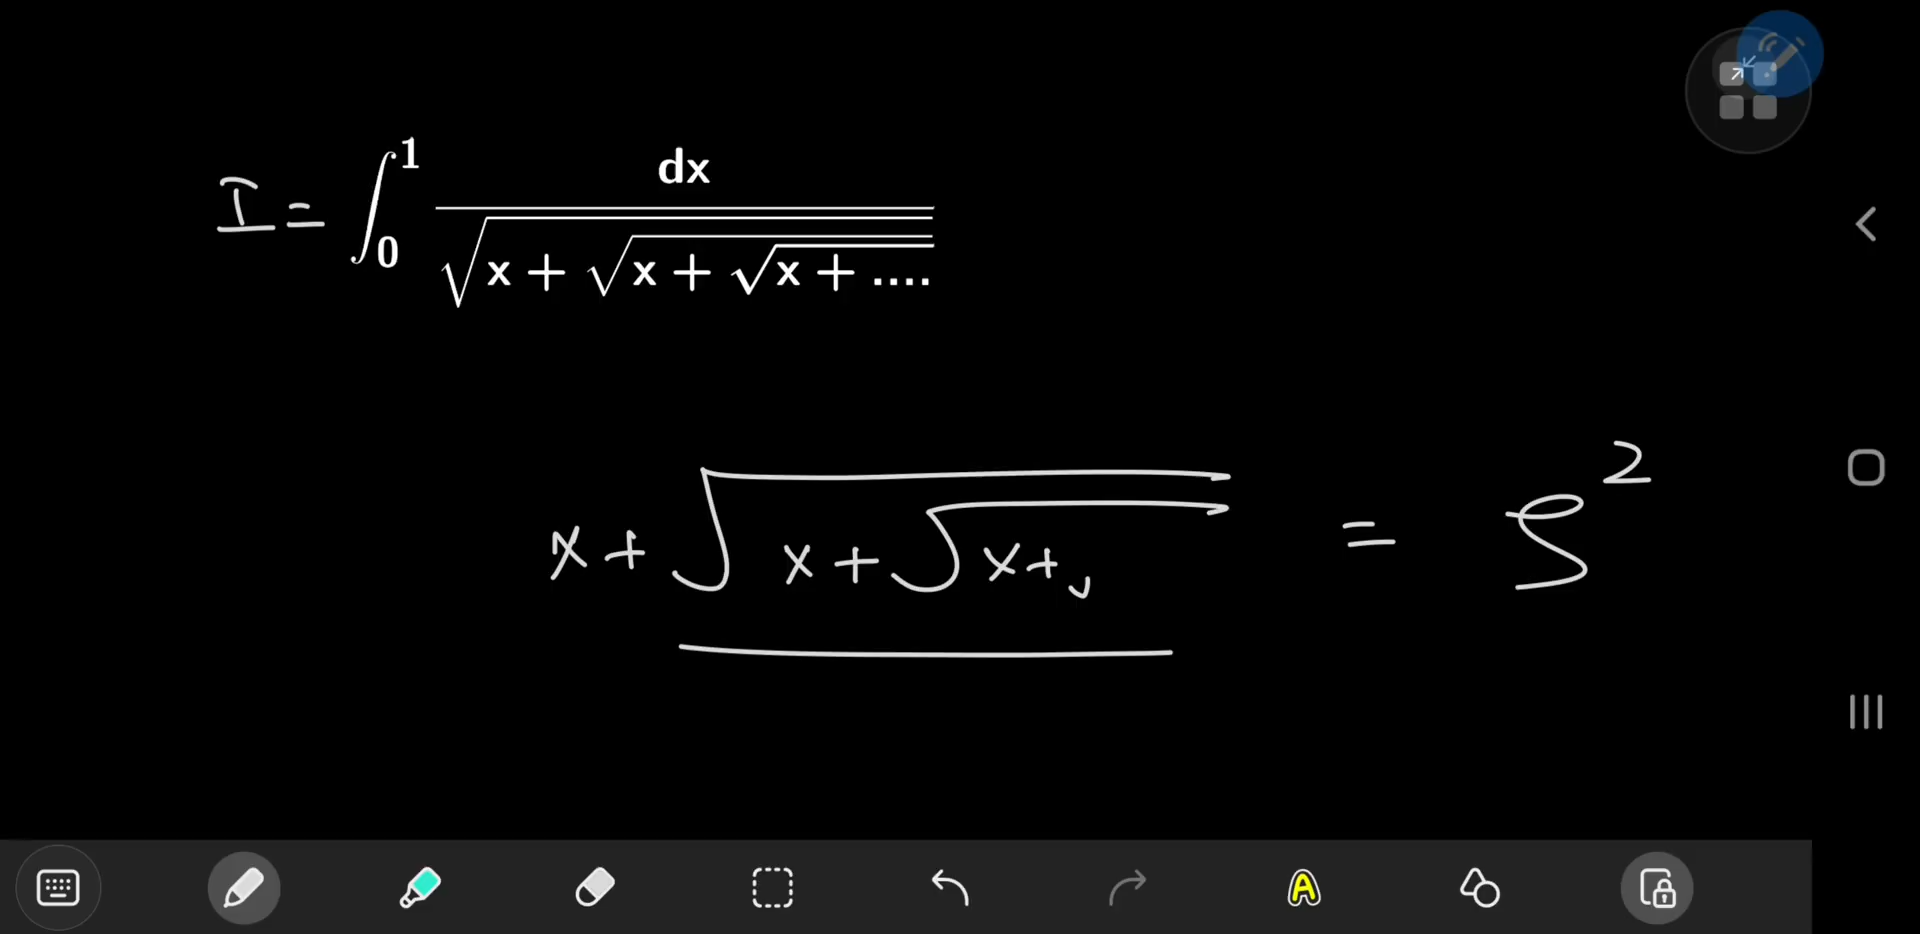 I = ∫₀¹ dx / √(x + √(x + √(x + ....
x + √(x + √(x + √ = S²
A